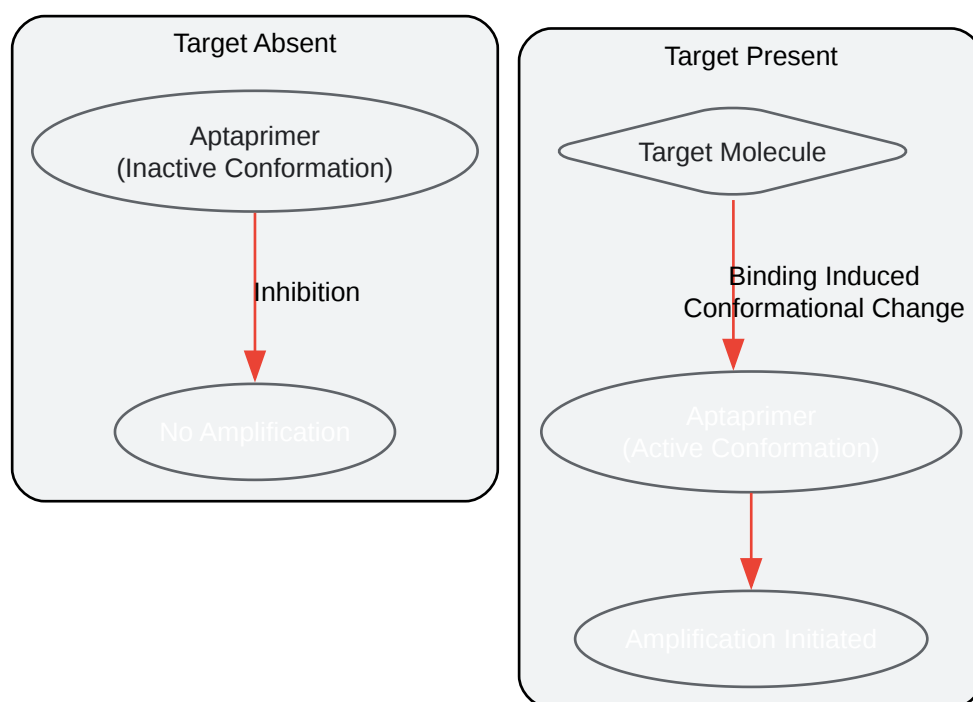 Target Absent
Aptaprimer
(Inactive Conformation)
Inhibition
No Amplification
Target Present
Target Molecule
Binding Induced
Conformational Change
Aptaprimer
(Active Conformation)
Amplification Initiated